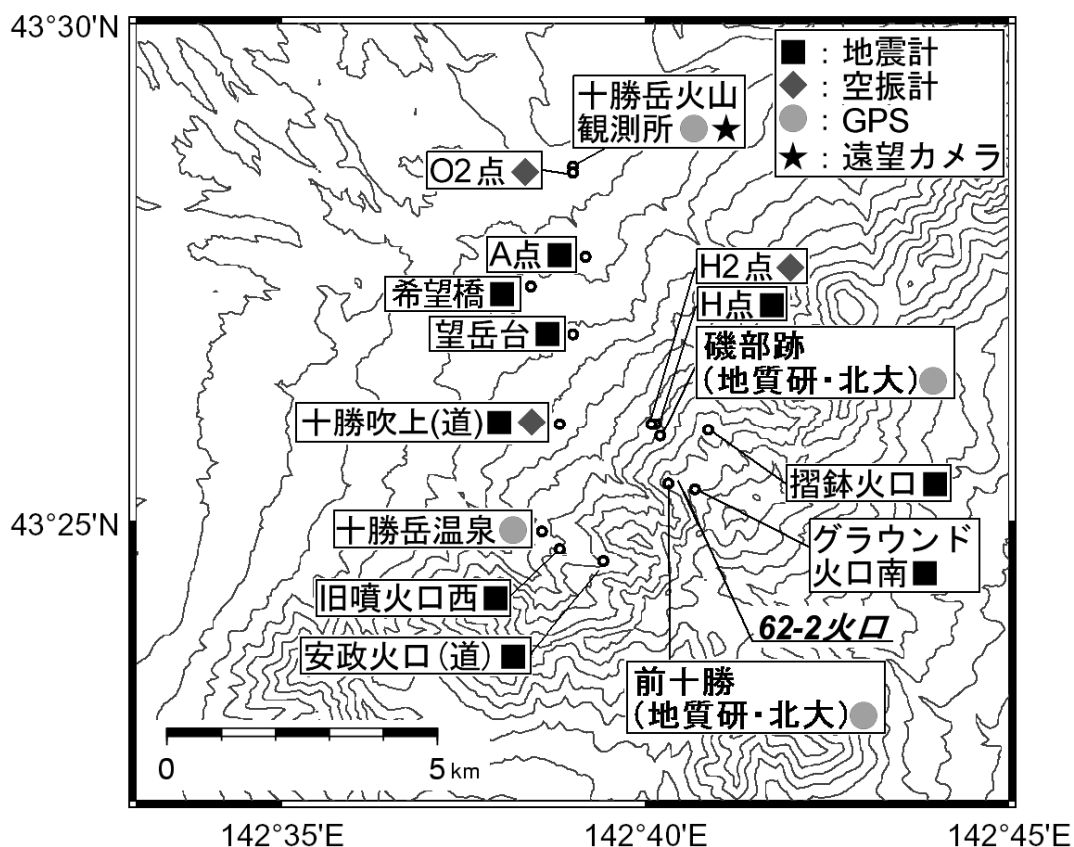 43°30'N
■ : 地震計
◆ : 空振計
● : GPS
★ : 遠望カメラ
十勝岳火山
観測所 ● ★
O2点 ◆
A点 ■
希望橋 ■
望岳台 ■
H2点 ◆
H点 ■
磯部跡
(地質研・北大) ●
十勝吹上(道) ■ ◆
摺鉢火口 ■
43°25'N
十勝岳温泉 ●
グラウンド
火口南 ■
旧噴火口西 ■
62-2火口
安政火口(道) ■
前十勝
(地質研・北大) ●
0 5 km
142°35'E 142°40'E 142°45'E